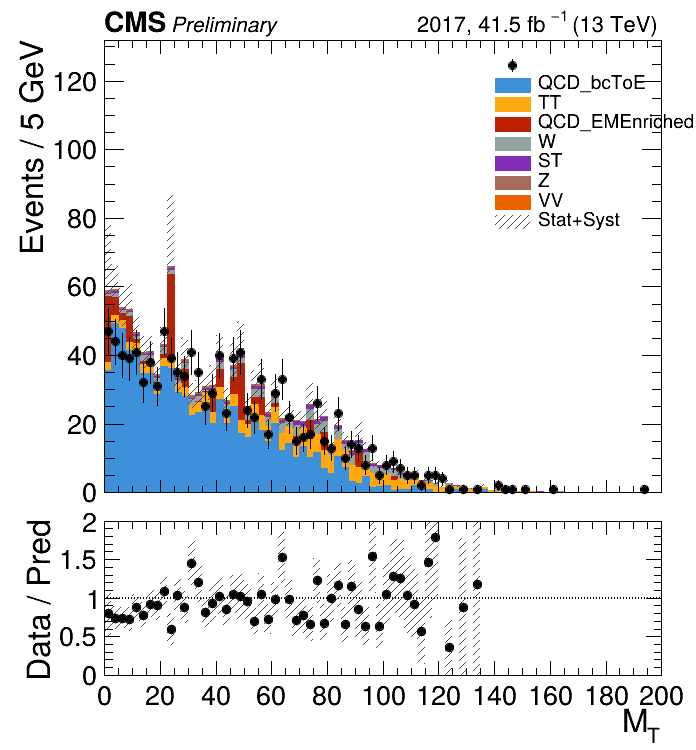 CMS Preliminary 2017, 41.5 fb⁻¹ (13 TeV)
Events / 5 GeV
120
100
80
60
40
20
0
QCD_bcToE
TT
QCD_EMEnriched
W
ST
Z
VV
Stat+Syst
Data / Pred
2
1.5
1
0.5
0
0 20 40 60 80 100 120 140 160 180 200
M_T